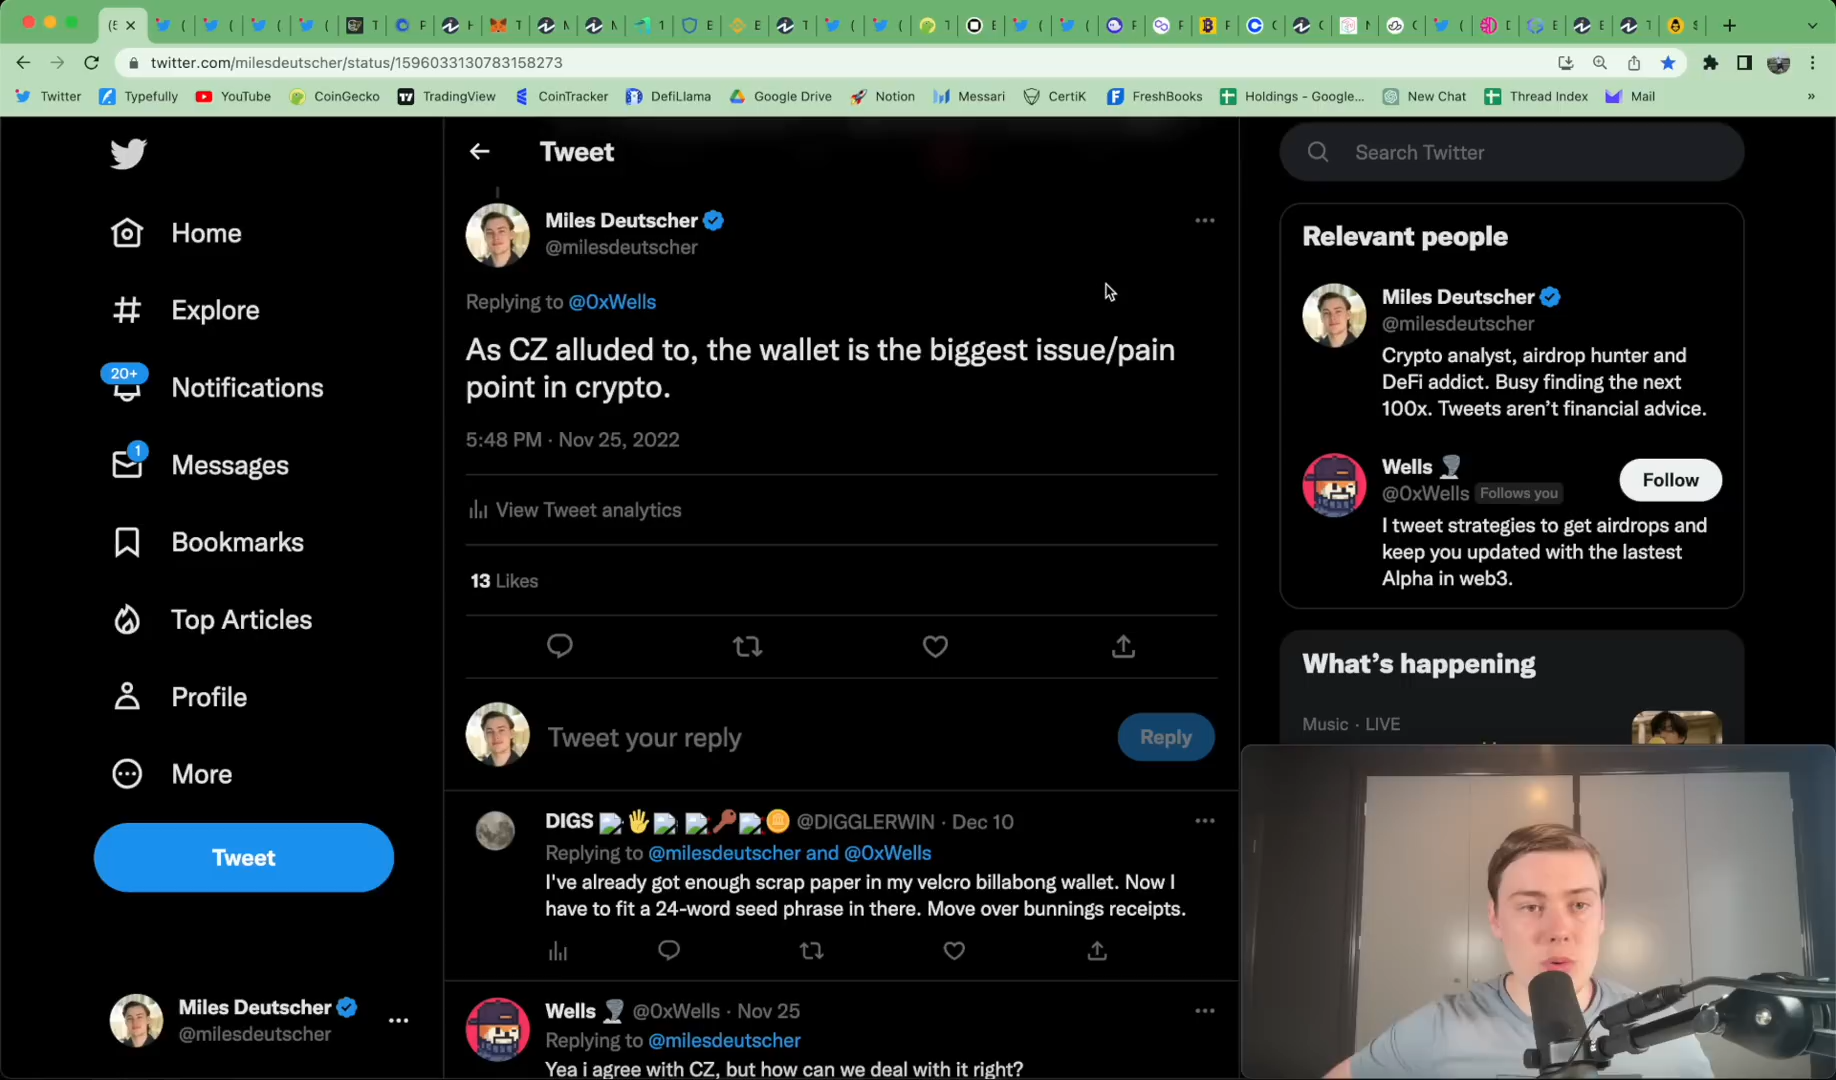 (5
twitter.com/milesdeutscher/status/1596033130783158273
Twitter
Typefully
YouTube
CoinGecko
TradingView
CoinTracker
DefiLlama
Google Drive
Notion
Messari
CertiK
FreshBooks
Holdings - Google...
New Chat
Thread Index
Mail
»
Home
Explore
20+
Notifications
1
Messages
Bookmarks
Top Articles
Profile
More
Tweet
Miles Deutscher
@milesdeutscher
Tweet
Miles Deutscher
@milesdeutscher
Replying to @0xWells
As CZ alluded to, the wallet is the biggest issue/pain
point in crypto.
5:48 PM · Nov 25, 2022
View Tweet analytics
13 Likes
Tweet your reply
Reply
DIGS @DIGGLERWIN · Dec 10
Replying to @milesdeutscher and @0xWells
I've already got enough scrap paper in my velcro billabong wallet. Now I
have to fit a 24-word seed phrase in there. Move over bunnings receipts.
Wells @0xWells · Nov 25
Replying to @milesdeutscher
Yea i agree with CZ, but how can we deal with it right?
Search Twitter
Relevant people
Miles Deutscher
@milesdeutscher
Crypto analyst, airdrop hunter and
DeFi addict. Busy finding the next
100x. Tweets aren't financial advice.
Wells
@0xWells Follows you
Follow
I tweet strategies to get airdrops and
keep you updated with the lastest
Alpha in web3.
What's happening
Music · LIVE